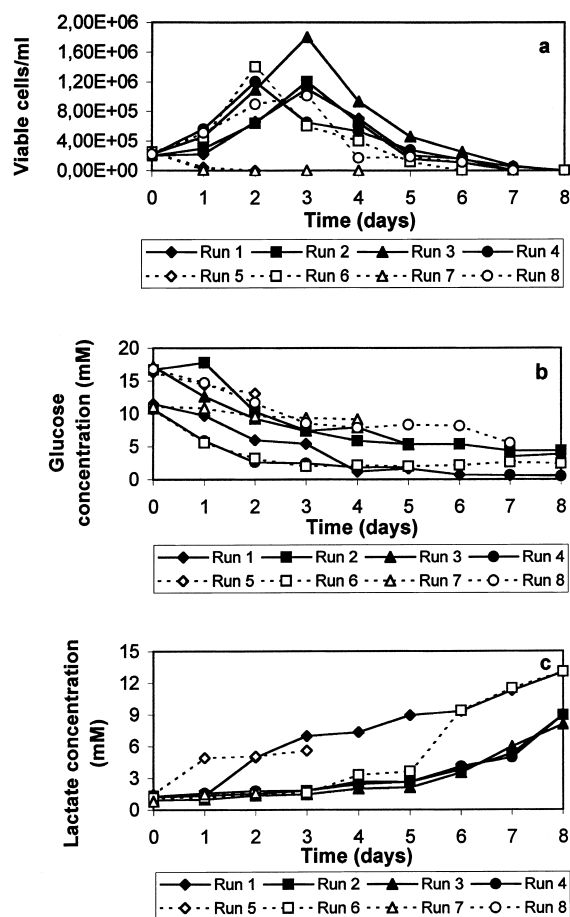 2,00E+06
1,60E+06
1,20E+06
8,00E+05
4,00E+05
0,00E+00
Viable cells/ml
a
0 1 2 3 4 5 6 7 8
Time (days)
Run 1 Run 2 Run 3 Run 4
Run 5 Run 6 Run 7 Run 8
20
15
10
5
0
Glucose
concentration (mM)
b
0 1 2 3 4 5 6 7 8
Time (days)
Run 1 Run 2 Run 3 Run 4
Run 5 Run 6 Run 7 Run 8
15
12
9
6
3
0
Lactate concentration
(mM)
c
0 1 2 3 4 5 6 7 8
Time (days)
Run 1 Run 2 Run 3 Run 4
Run 5 Run 6 Run 7 Run 8